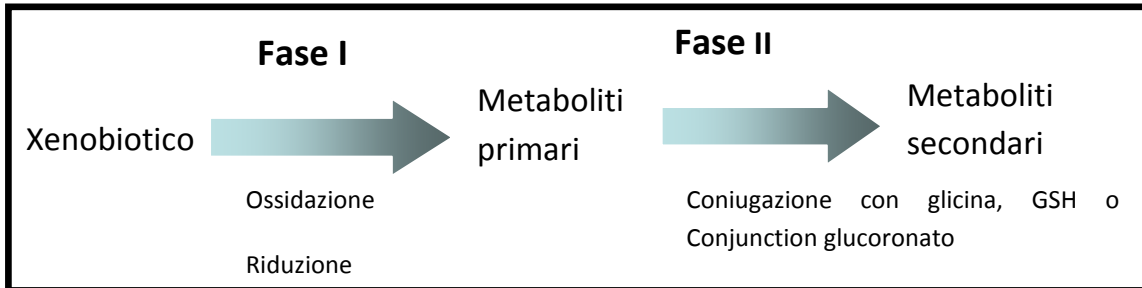 Fase I
Fase II
Xenobiotico
Metaboliti
primari
Metaboliti
secondari
Ossidazione
Riduzione
Coniugazione con glicina, GSH o
Conjunction glucoronato